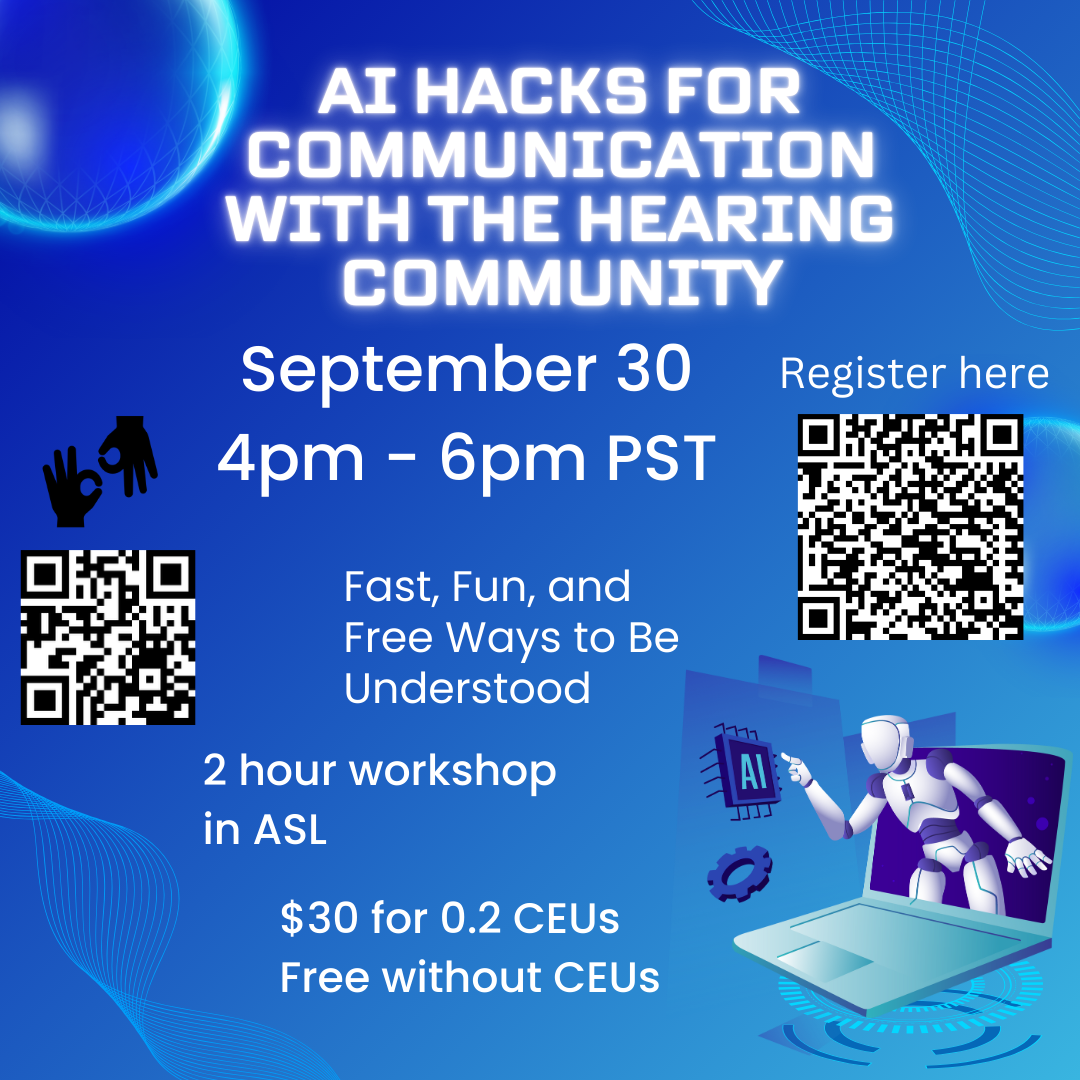 AI HACKS FOR
COMMUNICATION
WITH THE HEARING
COMMUNITY
September 30
4pm - 6pm PST
Register here
Fast, Fun, and
Free Ways to Be
Understood
2 hour workshop
in ASL
AI
$30 for 0.2 CEUs
Free without CEUs